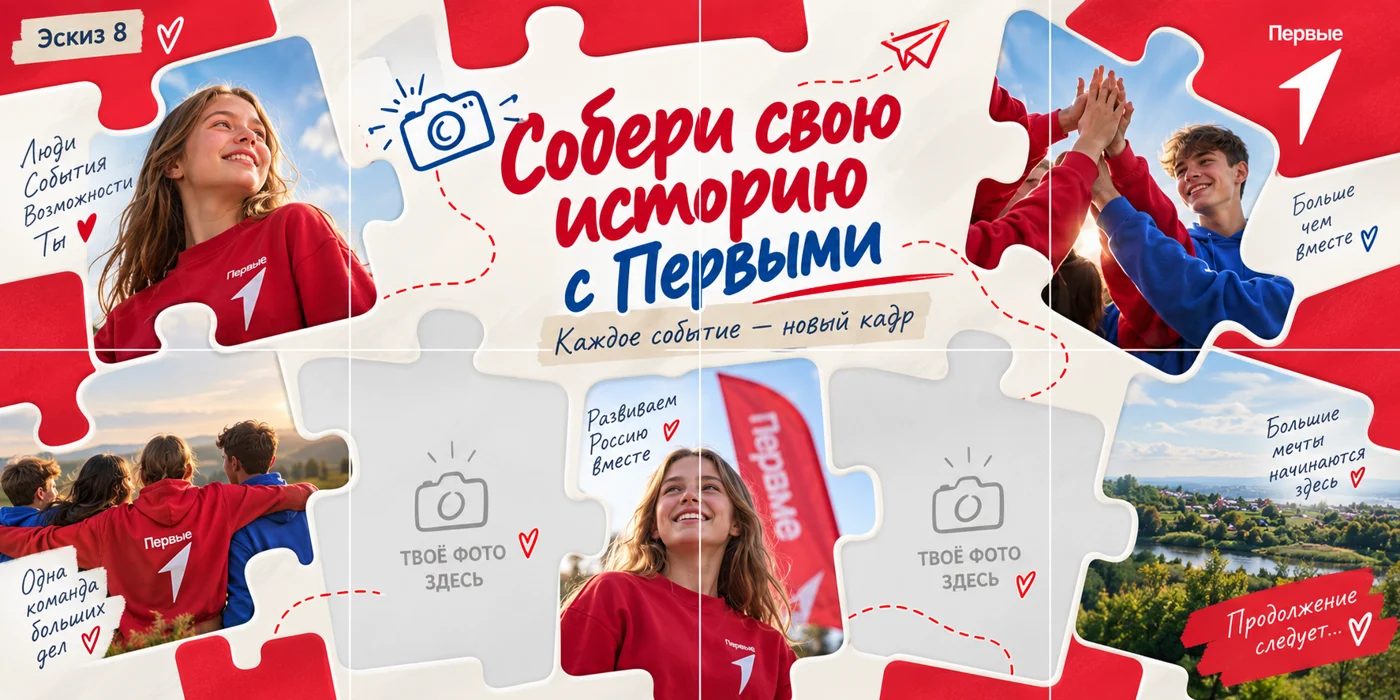 Эскиз 8
Люди
События
Возможности
Ты
Первые
Собери свою
историю
с Первыми
Каждое событие — новый кадр
Первые
Больше
чем
вместе
Первые
Одна
команда
больших
дел
ТВОЁ ФОТО
ЗДЕСЬ
Развиваем
Россию
вместе
Первые
Первые
ТВОЁ ФОТО
ЗДЕСЬ
Большие
мечты
начинаются
здесь
Продолжение
следует...